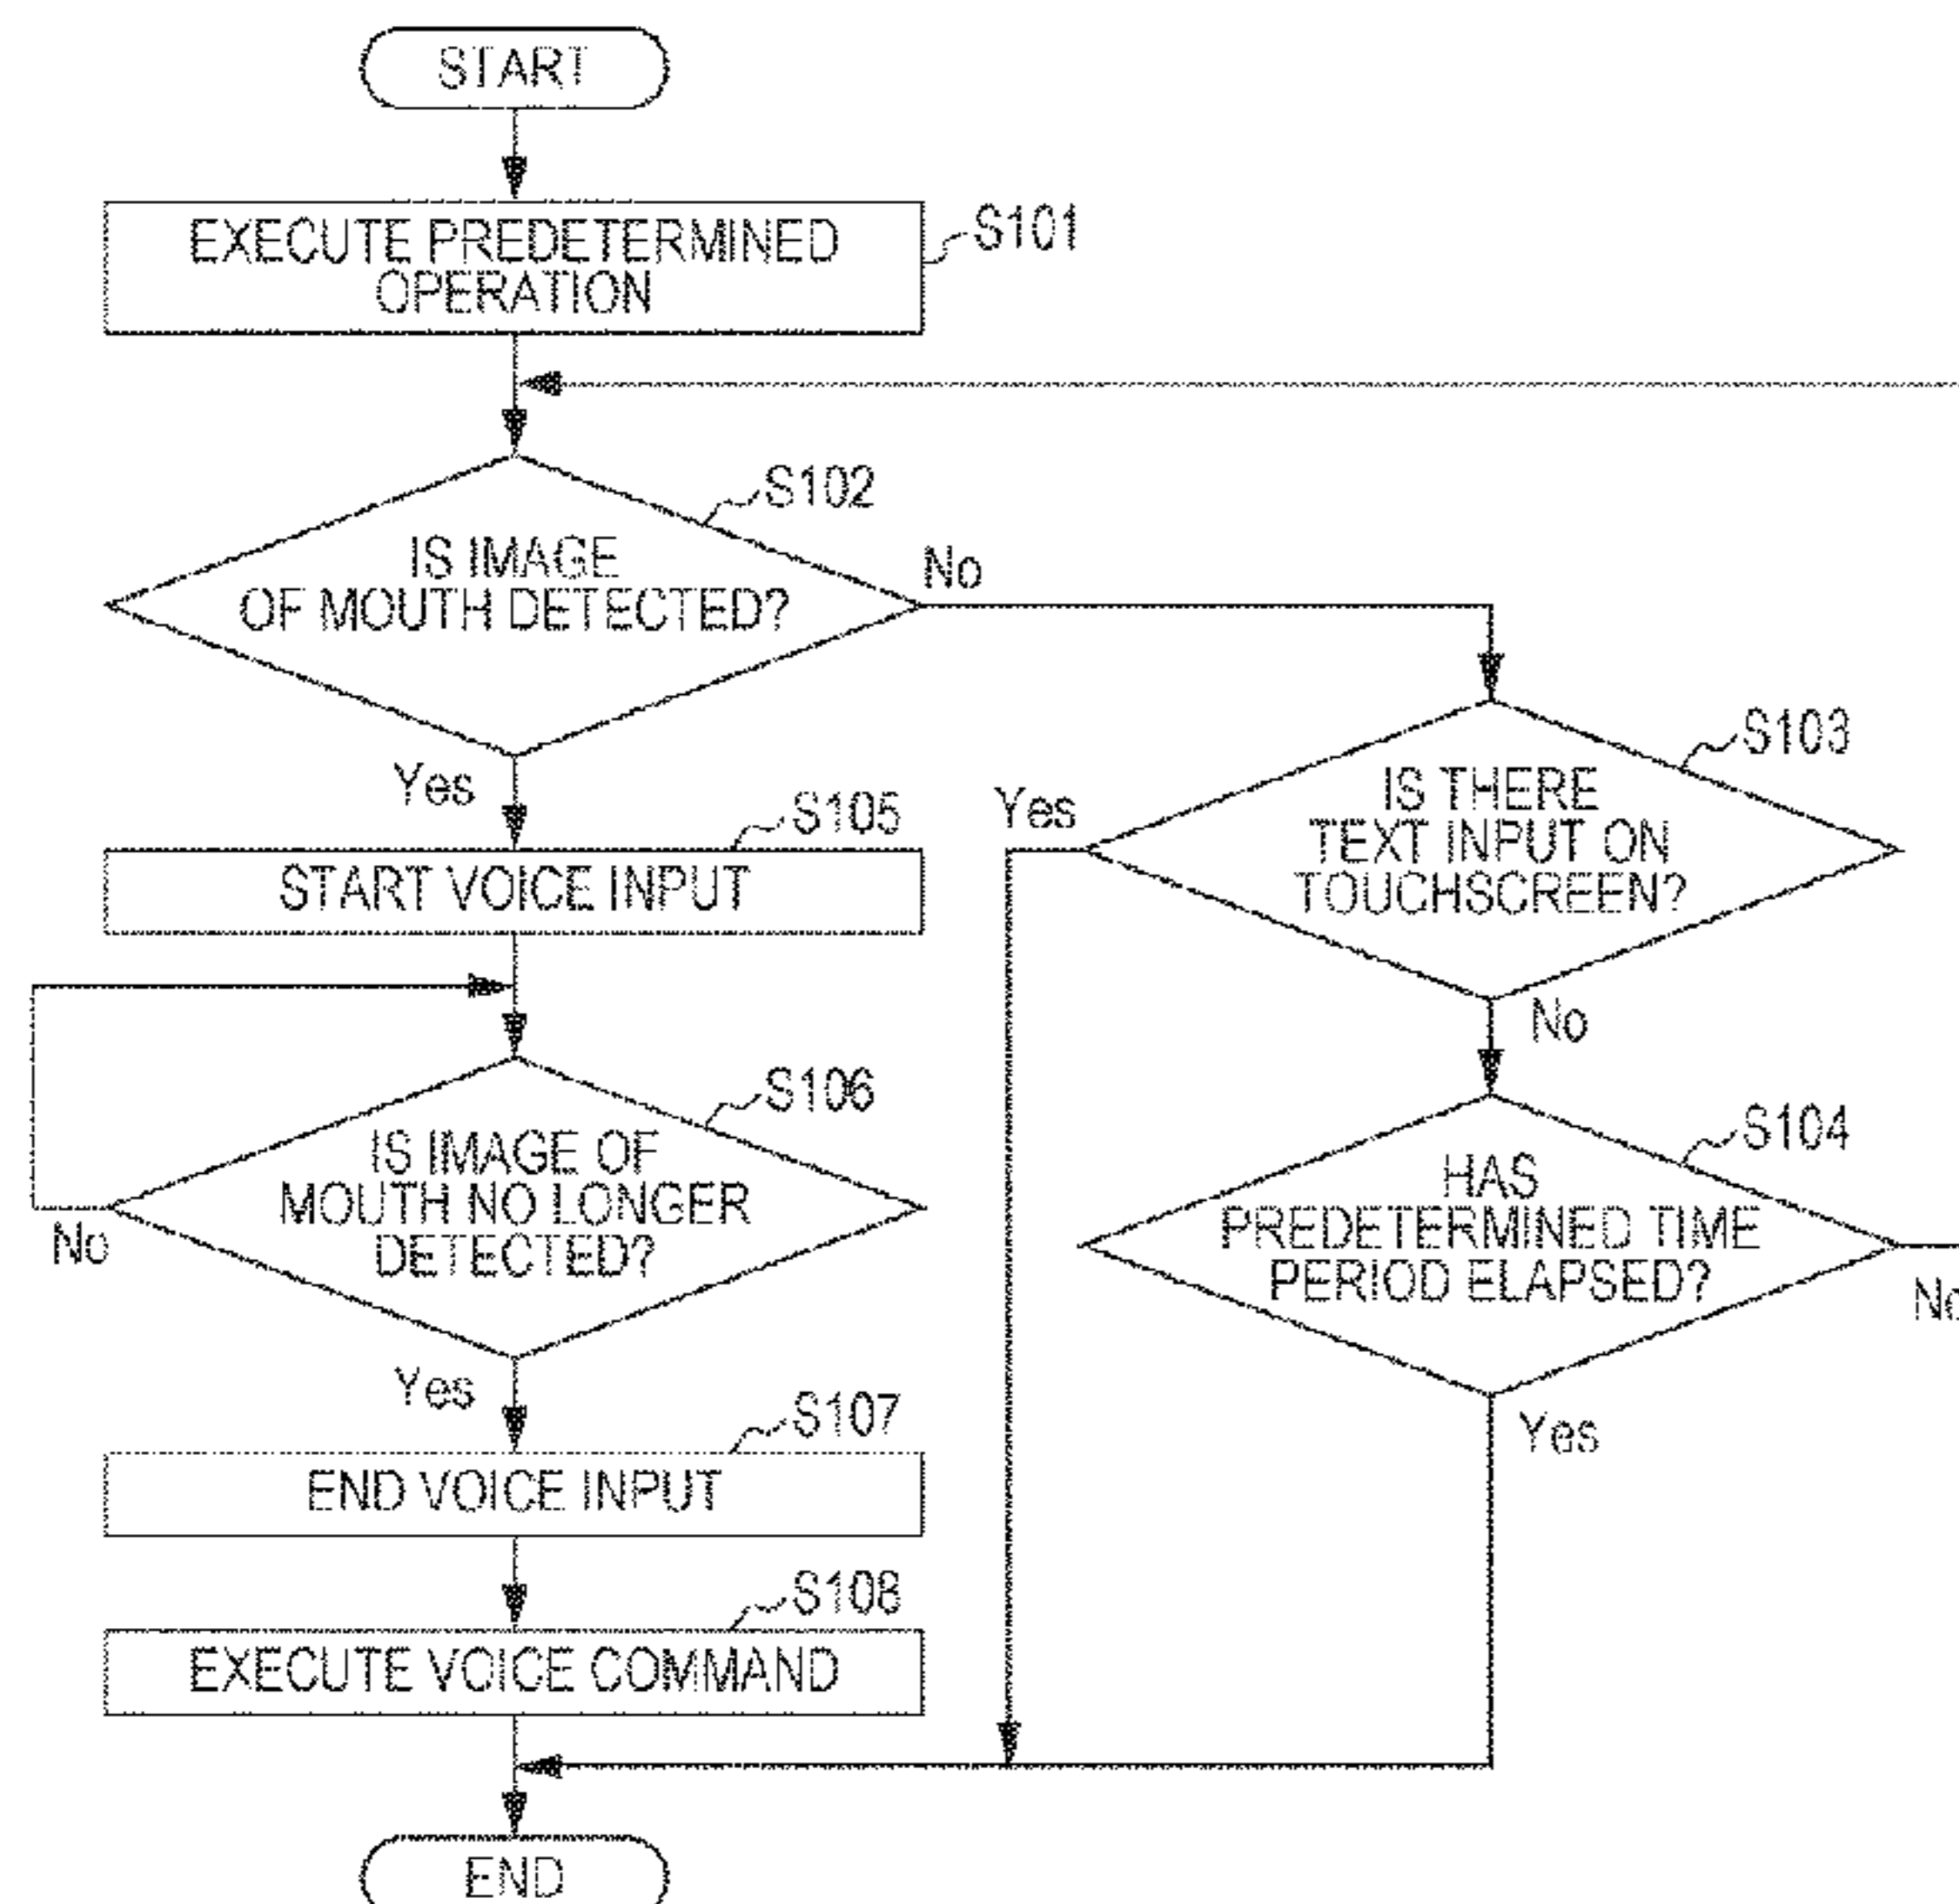 START
EXECUTE PREDETERMINED
OPERATION
S101
S102
IS IMAGE
OF MOUTH DETECTED?
No
Yes
S103
IS THERE
TEXT INPUT ON
TOUCHSCREEN?
Yes
No
S105
START VOICE INPUT
S106
IS IMAGE OF
MOUTH NO LONGER
DETECTED?
No
Yes
S104
HAS
PREDETERMINED TIME
PERIOD ELAPSED?
No
Yes
S107
END VOICE INPUT
S108
EXECUTE VOICE COMMAND
END